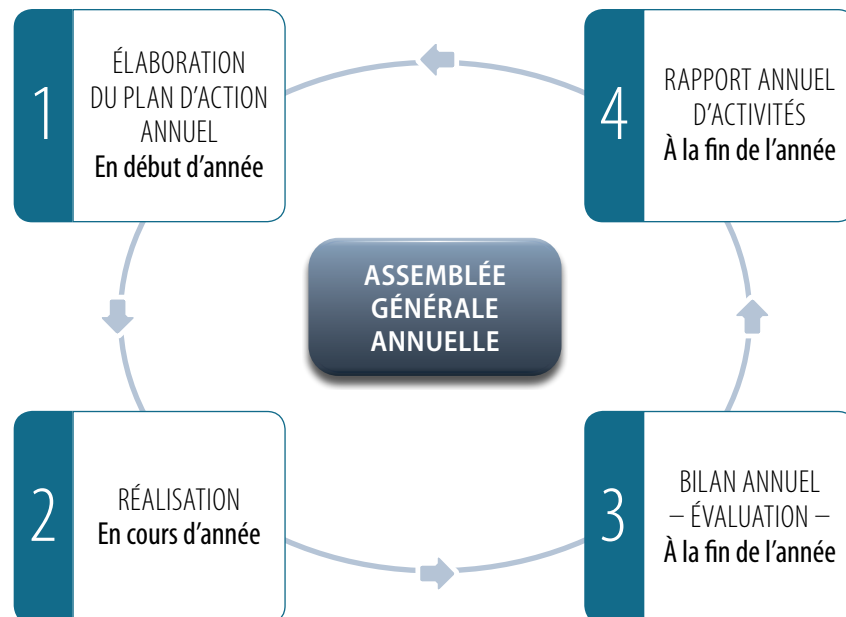 1
ÉLABORATION
DU PLAN D'ACTION
ANNUEL
En début d'année
4
RAPPORT ANNUEL
D'ACTIVITÉS
À la fin de l'année
ASSEMBLÉE
GÉNÉRALE
ANNUELLE
2
RÉALISATION
En cours d'année
3
BILAN ANNUEL
– ÉVALUATION –
À la fin de l'année